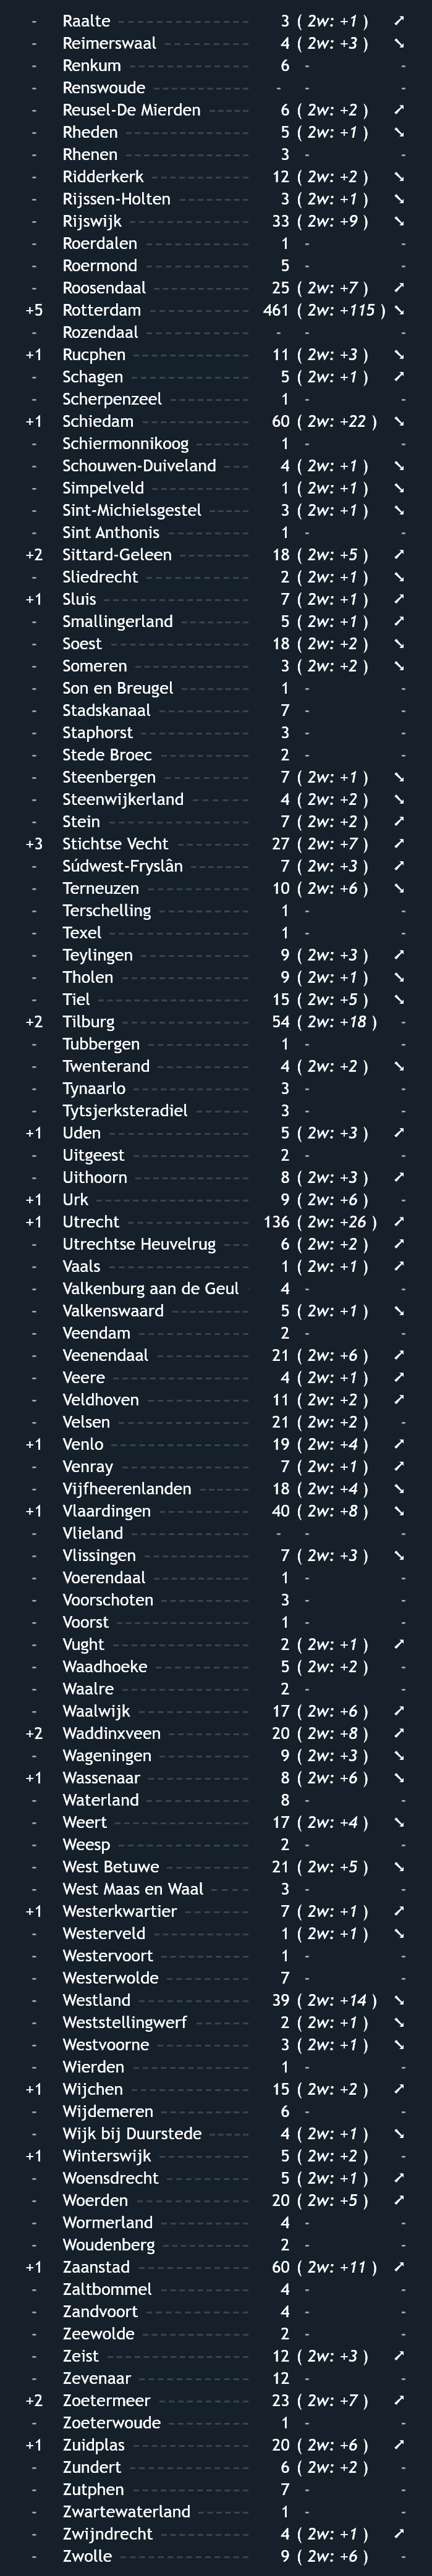 - Raalte 3 ( 2w: +1 ) ➚
- Reimerswaal 4 ( 2w: +3 ) ➘
- Renkum 6 - -
- Renswoude - - -
- Reusel-De Mierden 6 ( 2w: +2 ) ➚
- Rheden 5 ( 2w: +1 ) ➘
- Rhenen 3 - -
- Ridderkerk 12 ( 2w: +2 ) ➘
- Rijssen-Holten 3 ( 2w: +1 ) ➘
- Rijswijk 33 ( 2w: +9 ) ➘
- Roerdalen 1 - -
- Roermond 5 - -
- Roosendaal 25 ( 2w: +7 ) ➚
+5 Rotterdam 461 ( 2w: +115 ) ➘
- Rozendaal - - -
+1 Rucphen 11 ( 2w: +3 ) ➘
- Schagen 5 ( 2w: +1 ) ➚
- Scherpenzeel 1 - -
+1 Schiedam 60 ( 2w: +22 ) ➘
- Schiermonnikoog 1 - -
- Schouwen-Duiveland 4 ( 2w: +1 ) ➘
- Simpelveld 1 ( 2w: +1 ) ➘
- Sint-Michielsgestel 3 ( 2w: +1 ) ➘
- Sint Anthonis 1 - -
+2 Sittard-Geleen 18 ( 2w: +5 ) ➚
- Sliedrecht 2 ( 2w: +1 ) ➘
+1 Sluis 7 ( 2w: +1 ) ➚
- Smallingerland 5 ( 2w: +1 ) ➚
- Soest 18 ( 2w: +2 ) ➘
- Someren 3 ( 2w: +2 ) ➘
- Son en Breugel 1 - -
- Stadskanaal 7 - -
- Staphorst 3 - -
- Stede Broec 2 - -
- Steenbergen 7 ( 2w: +1 ) ➘
- Steenwijkerland 4 ( 2w: +2 ) ➘
- Stein 7 ( 2w: +2 ) ➚
+3 Stichtse Vecht 27 ( 2w: +7 ) ➚
- Súdwest-Fryslân 7 ( 2w: +3 ) ➚
- Terneuzen 10 ( 2w: +6 ) ➘
- Terschelling 1 - -
- Texel 1 - -
- Teylingen 9 ( 2w: +3 ) ➚
- Tholen 9 ( 2w: +1 ) ➘
- Tiel 15 ( 2w: +5 ) ➘
+2 Tilburg 54 ( 2w: +18 ) -
- Tubbergen 1 - -
- Twenterand 4 ( 2w: +2 ) ➘
- Tynaarlo 3 - -
- Tytsjerksteradiel 3 - -
+1 Uden 5 ( 2w: +3 ) ➚
- Uitgeest 2 - -
- Uithoorn 8 ( 2w: +3 ) ➚
+1 Urk 9 ( 2w: +6 ) -
+1 Utrecht 136 ( 2w: +26 ) ➚
- Utrechtse Heuvelrug 6 ( 2w: +2 ) ➚
- Vaals 1 ( 2w: +1 ) ➚
- Valkenburg aan de Geul 4 - -
- Valkenswaard 5 ( 2w: +1 ) ➘
- Veendam 2 - -
- Veenendaal 21 ( 2w: +6 ) ➚
- Veere 4 ( 2w: +1 ) ➚
- Veldhoven 11 ( 2w: +2 ) ➚
- Velsen 21 ( 2w: +2 ) -
+1 Venlo 19 ( 2w: +4 ) ➚
- Venray 7 ( 2w: +1 ) ➚
- Vijfheerenlanden 18 ( 2w: +4 ) ➘
+1 Vlaardingen 40 ( 2w: +8 ) ➘
- Vlieland - - -
- Vlissingen 7 ( 2w: +3 ) ➘
- Voerendaal 1 - -
- Voorschoten 3 - -
- Voorst 1 - -
- Vught 2 ( 2w: +1 ) ➚
- Waadhoeke 5 ( 2w: +2 ) -
- Waalre 2 - -
- Waalwijk 17 ( 2w: +6 ) ➚
+2 Waddinxveen 20 ( 2w: +8 ) ➚
- Wageningen 9 ( 2w: +3 ) ➘
+1 Wassenaar 8 ( 2w: +6 ) ➘
- Waterland 8 - -
- Weert 17 ( 2w: +4 ) ➘
- Weesp 2 - -
- West Betuwe 21 ( 2w: +5 ) ➘
- West Maas en Waal 3 - -
+1 Westerkwartier 7 ( 2w: +1 ) ➚
- Westerveld 1 ( 2w: +1 ) ➘
- Westervoort 1 - -
- Westerwolde 7 - -
- Westland 39 ( 2w: +14 ) ➘
- Weststellingwerf 2 ( 2w: +1 ) ➘
- Westvoorne 3 ( 2w: +1 ) ➘
- Wierden 1 - -
+1 Wijchen 15 ( 2w: +2 ) ➚
- Wijdemeren 6 - -
- Wijk bij Duurstede 4 ( 2w: +1 ) ➘
+1 Winterswijk 5 ( 2w: +2 ) -
- Woensdrecht 5 ( 2w: +1 ) ➚
- Woerden 20 ( 2w: +5 ) ➚
- Wormerland 4 - -
- Woudenberg 2 - -
+1 Zaanstad 60 ( 2w: +11 ) ➚
- Zaltbommel 4 - -
- Zandvoort 4 - -
- Zeewolde 2 - -
- Zeist 12 ( 2w: +3 ) ➚
- Zevenaar 12 - -
+2 Zoetermeer 23 ( 2w: +7 ) ➚
- Zoeterwoude 1 - -
+1 Zuidplas 20 ( 2w: +6 ) ➚
- Zundert 6 ( 2w: +2 ) -
- Zutphen 7 - -
- Zwartewaterland 1 - -
- Zwijndrecht 4 ( 2w: +1 ) ➚
- Zwolle 9 ( 2w: +6 ) -